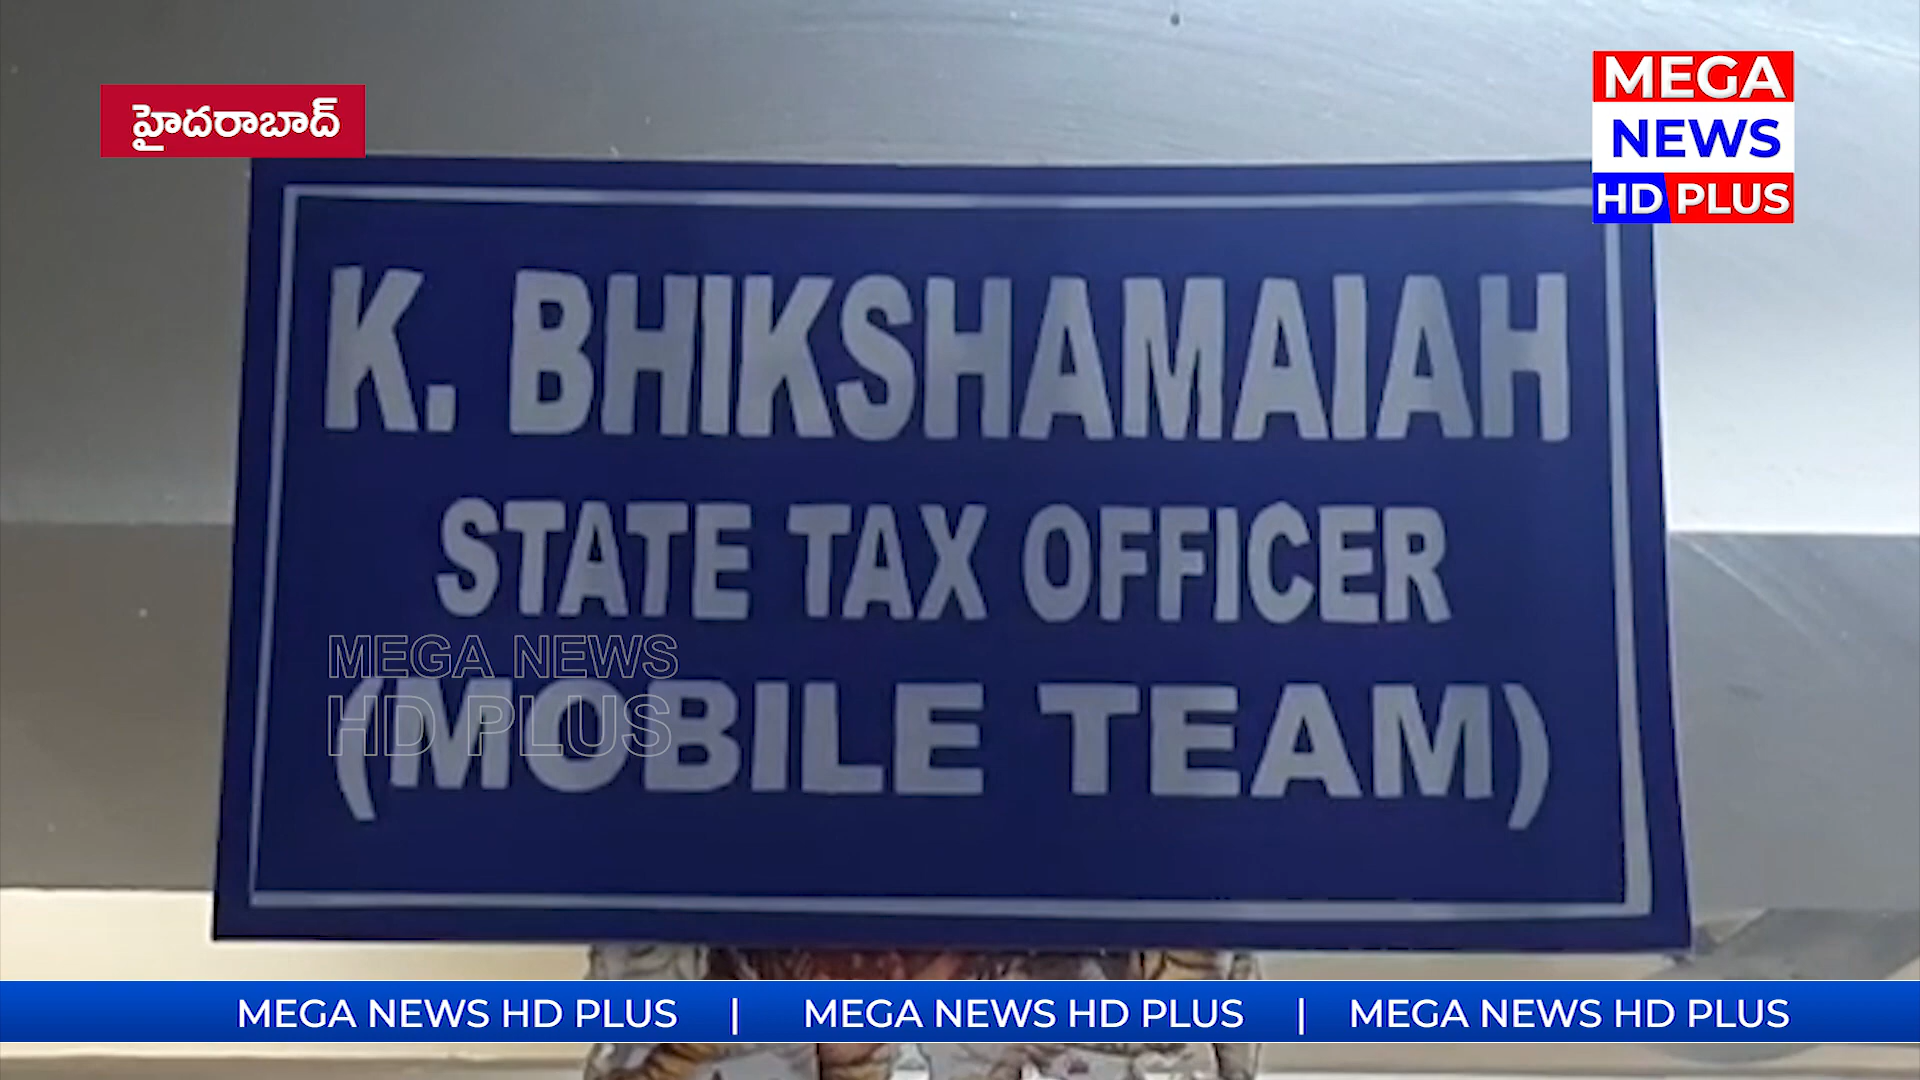 హైదరాబాద్
MEGA
NEWS
HD PLUS
K. BHIKSHAMAIAH
STATE TAX OFFICER
(MOBILE TEAM)
MEGA NEWS
HD PLUS
MEGA NEWS HD PLUS | MEGA NEWS HD PLUS | MEGA NEWS HD PLUS